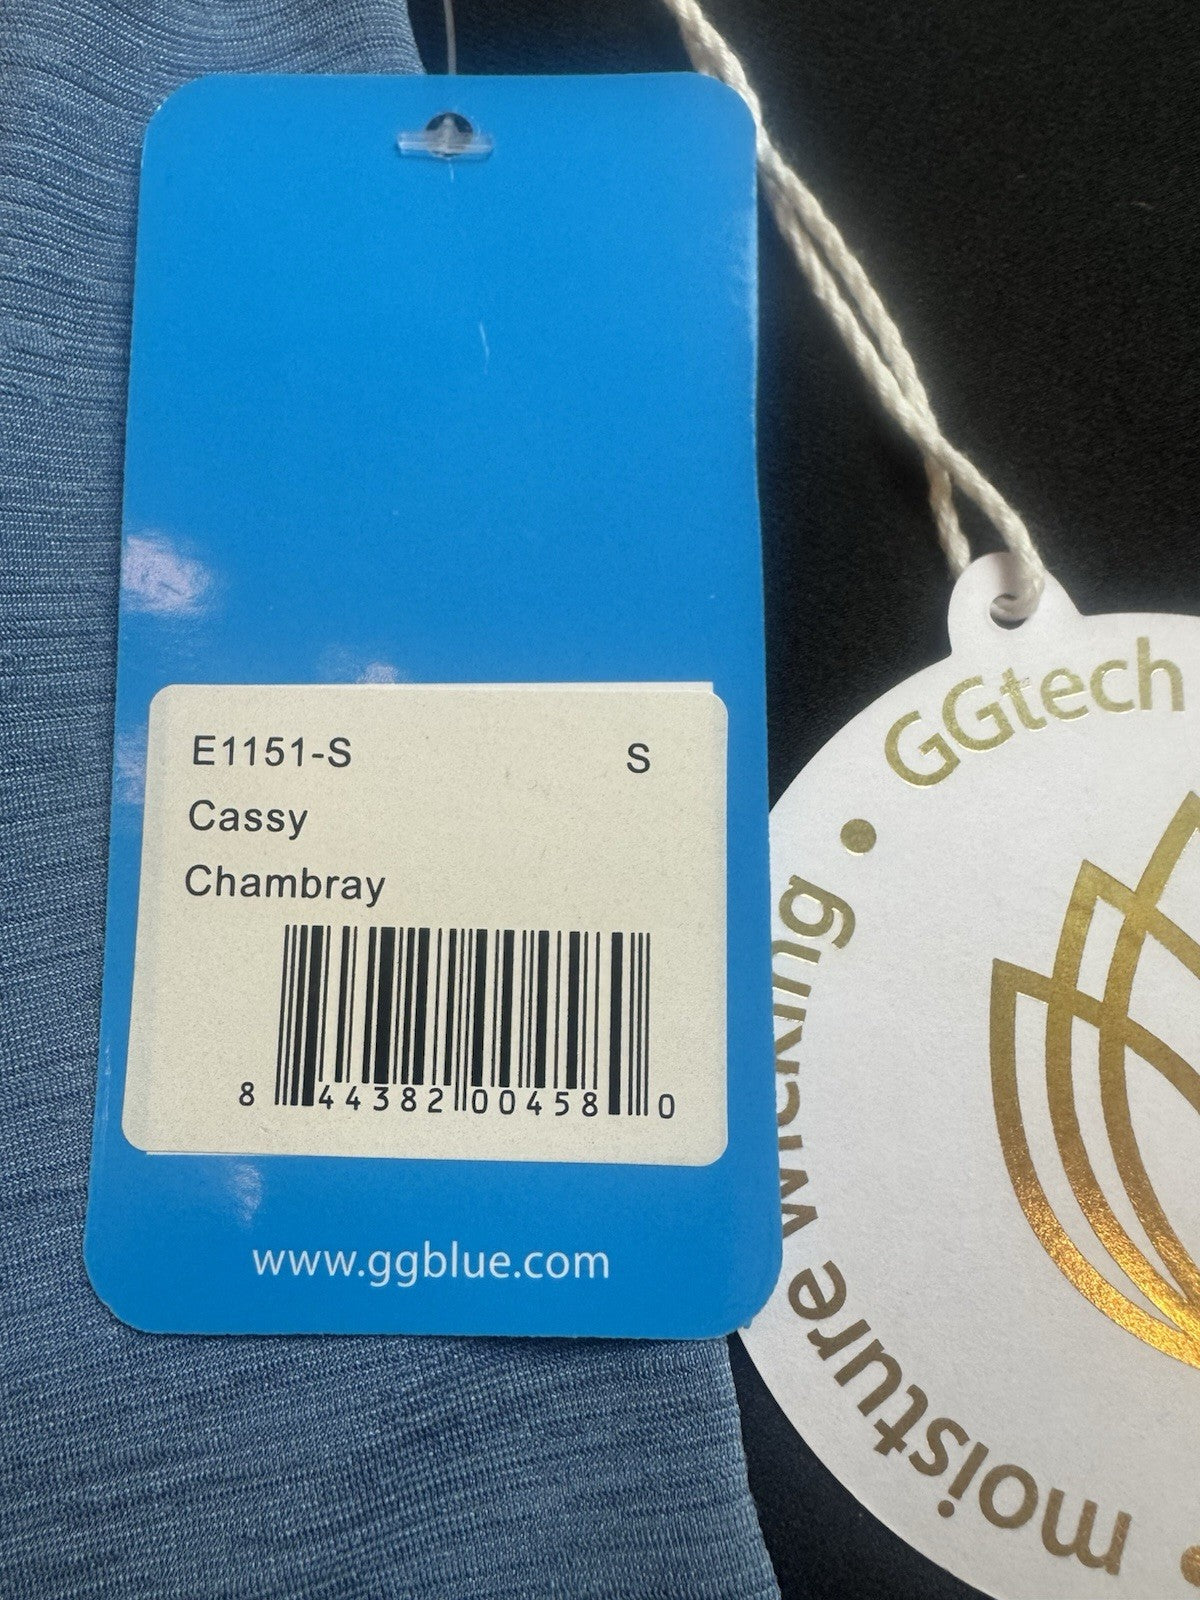 E1151-S S
Cassy
Chambray
8 44382 00458 0
www.ggblue.com
GGtech
moisture wicking